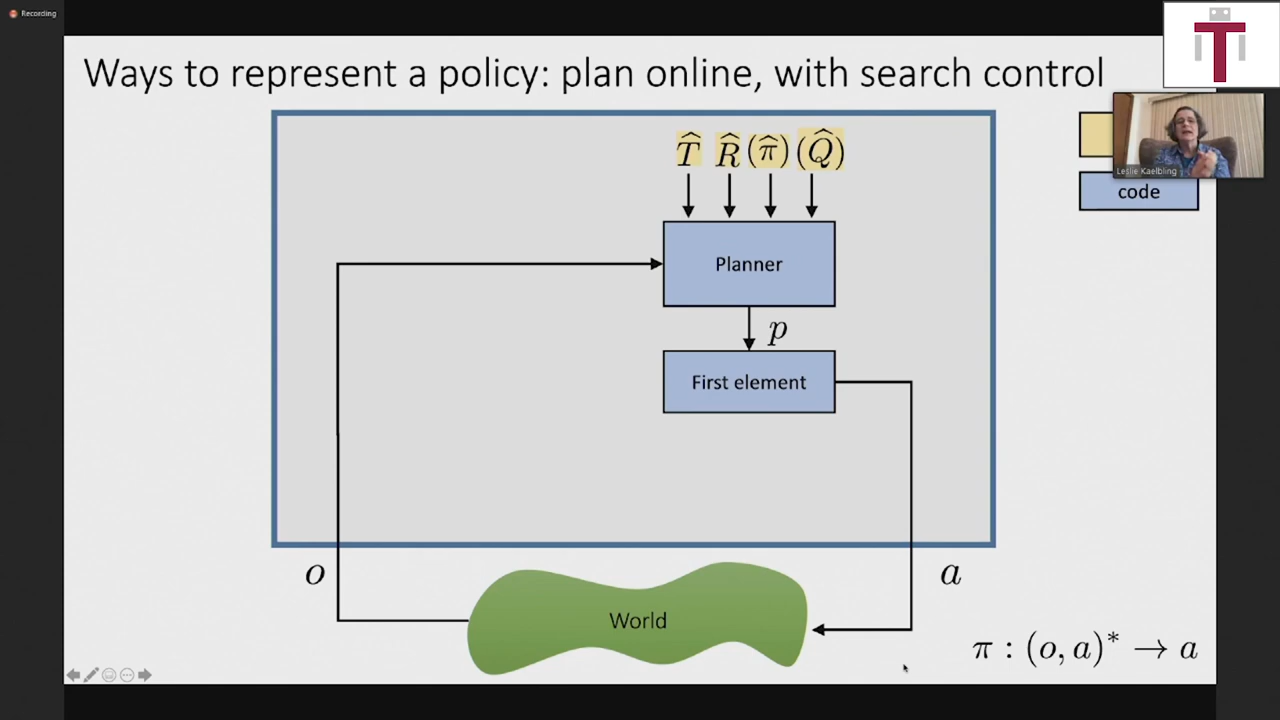 Recording
Ways to represent a policy: plan online, with search control
T
T̂ R̂ (π̂) (Q̂)
Leslie Kaelbling
code
Planner
p
First element
o
a
World
π : (o, a)* → a